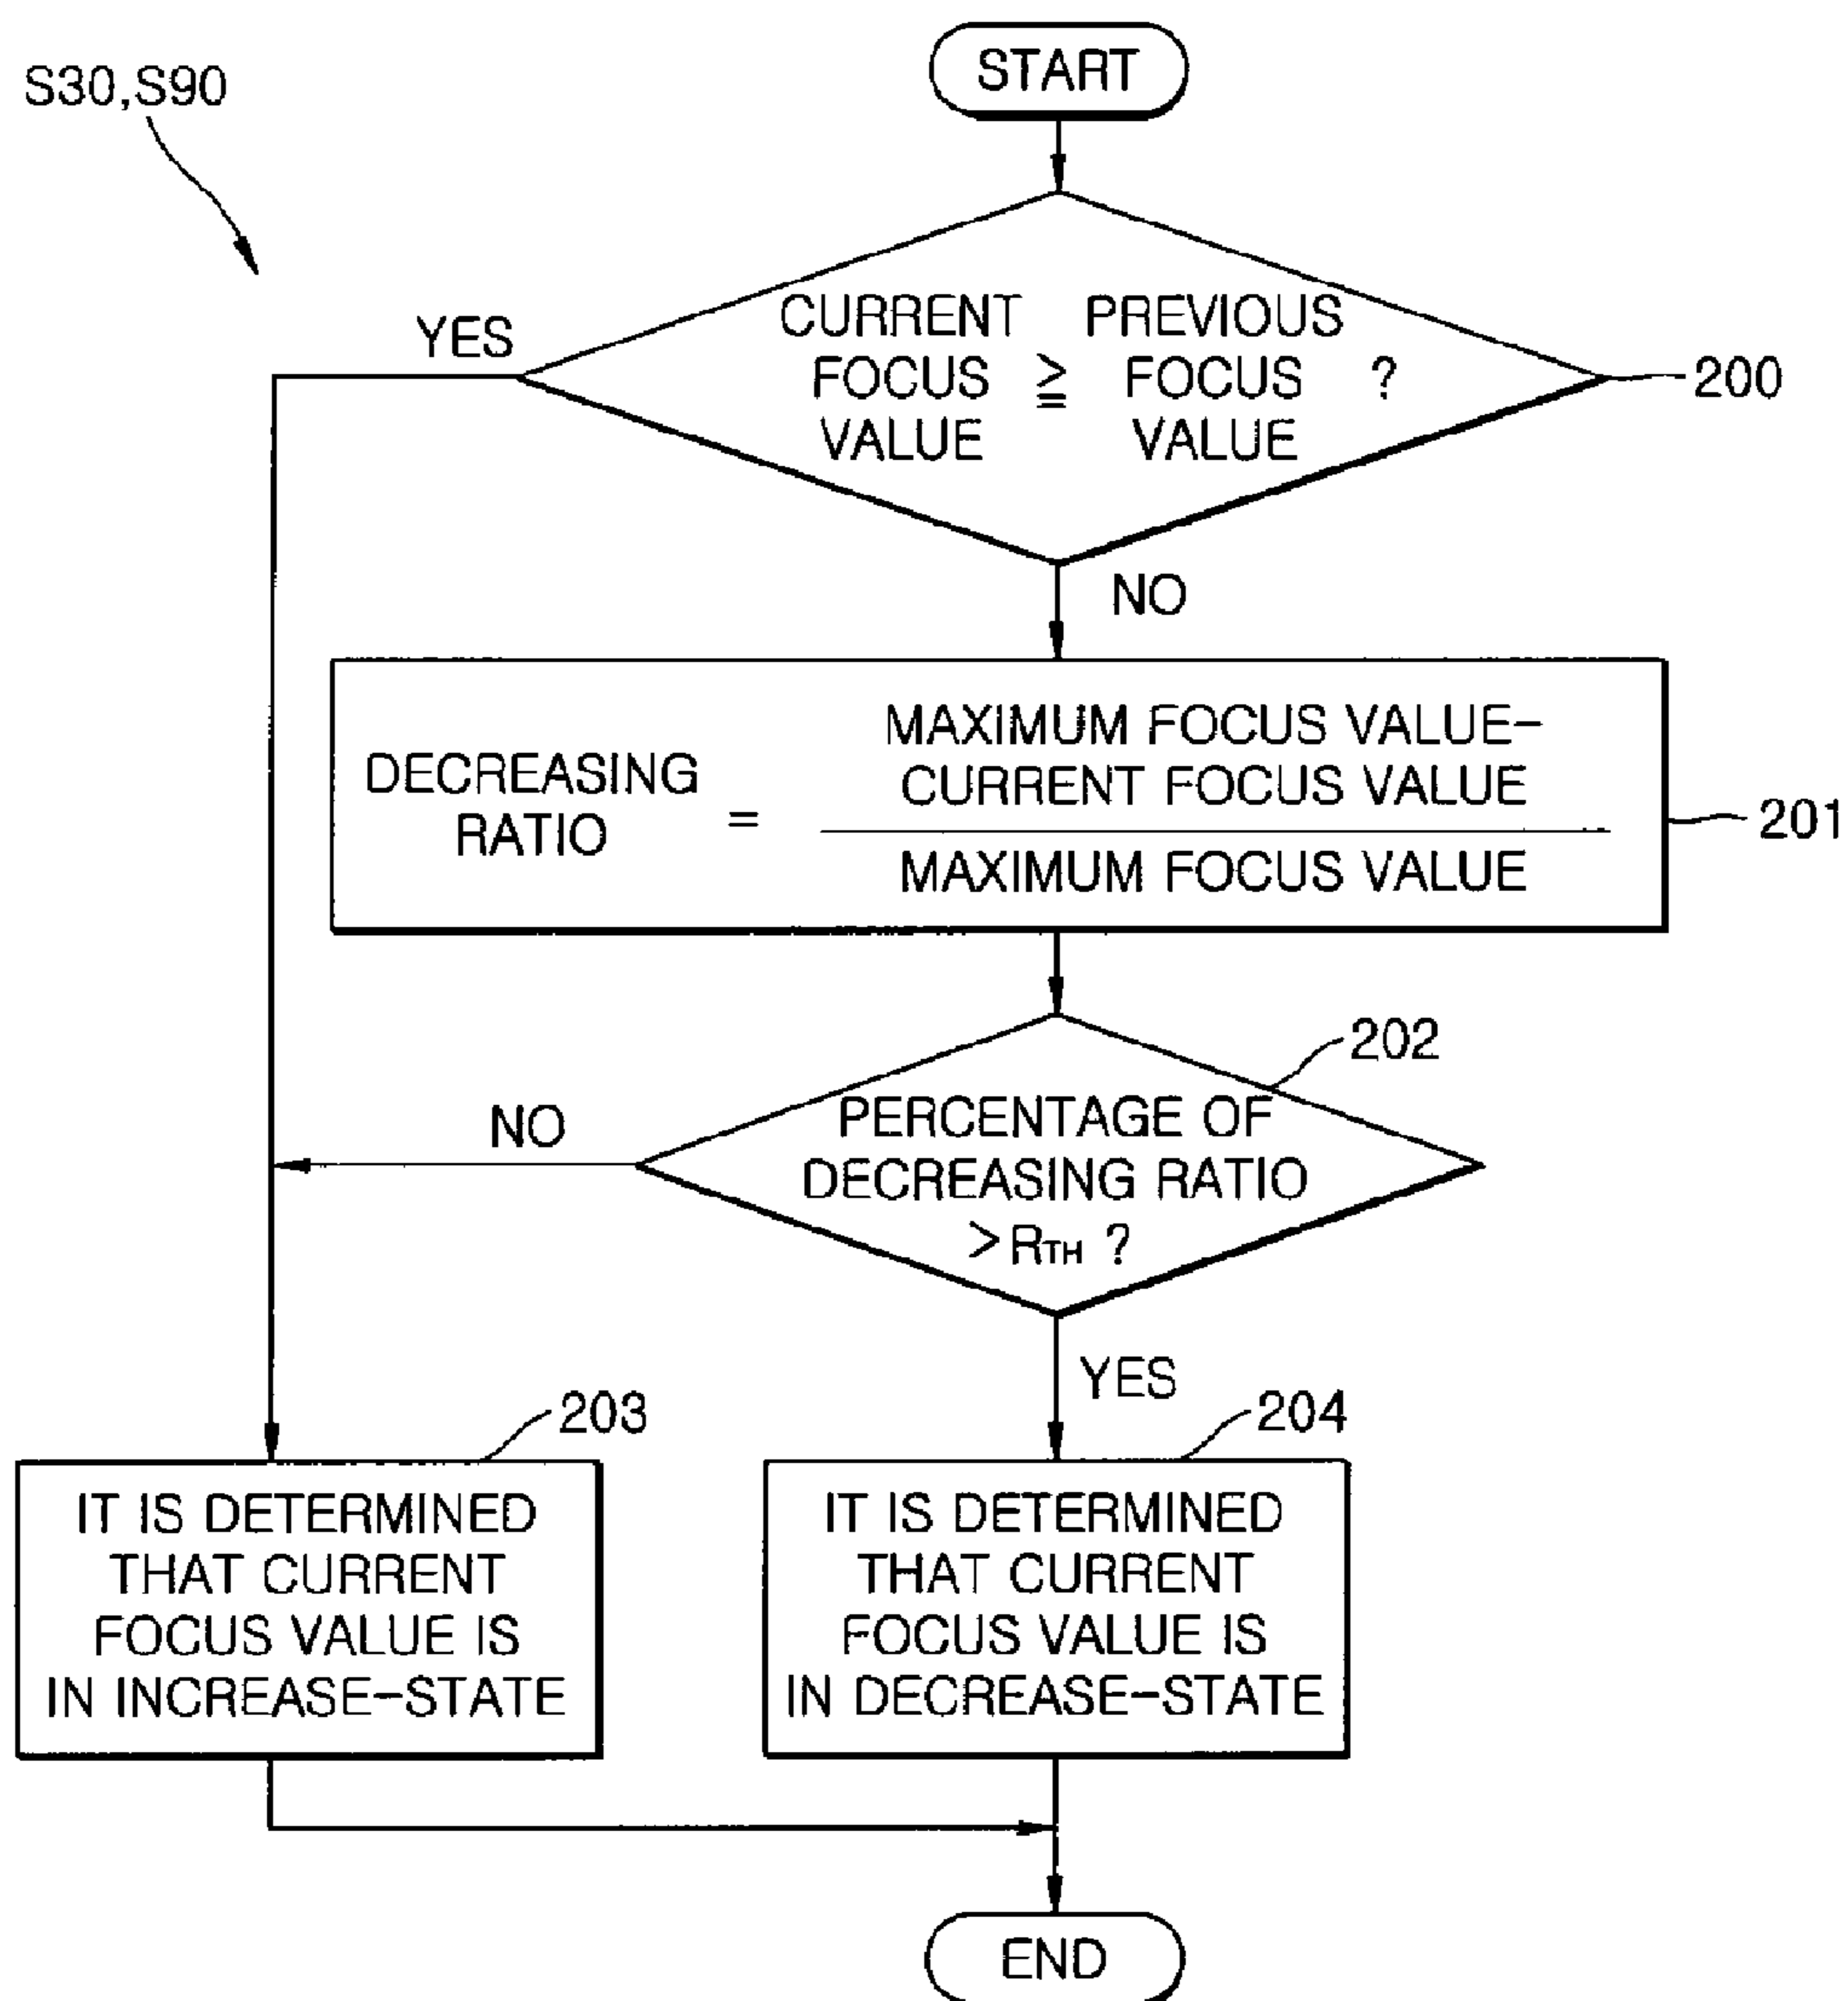 START
S30,S90
YES
CURRENT PREVIOUS
FOCUS ≧ FOCUS ?
VALUE VALUE
200
NO
MAXIMUM FOCUS VALUE-
DECREASING CURRENT FOCUS VALUE
RATIO =
MAXIMUM FOCUS VALUE
201
202
NO
PERCENTAGE OF
DECREASING RATIO
>RTH ?
YES
203
204
IT IS DETERMINED
THAT CURRENT
FOCUS VALUE IS
IN INCREASE-STATE
IT IS DETERMINED
THAT CURRENT
FOCUS VALUE IS
IN DECREASE-STATE
END